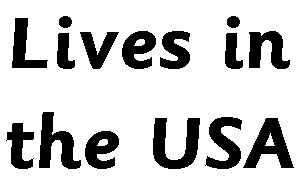 Lives in
the USA